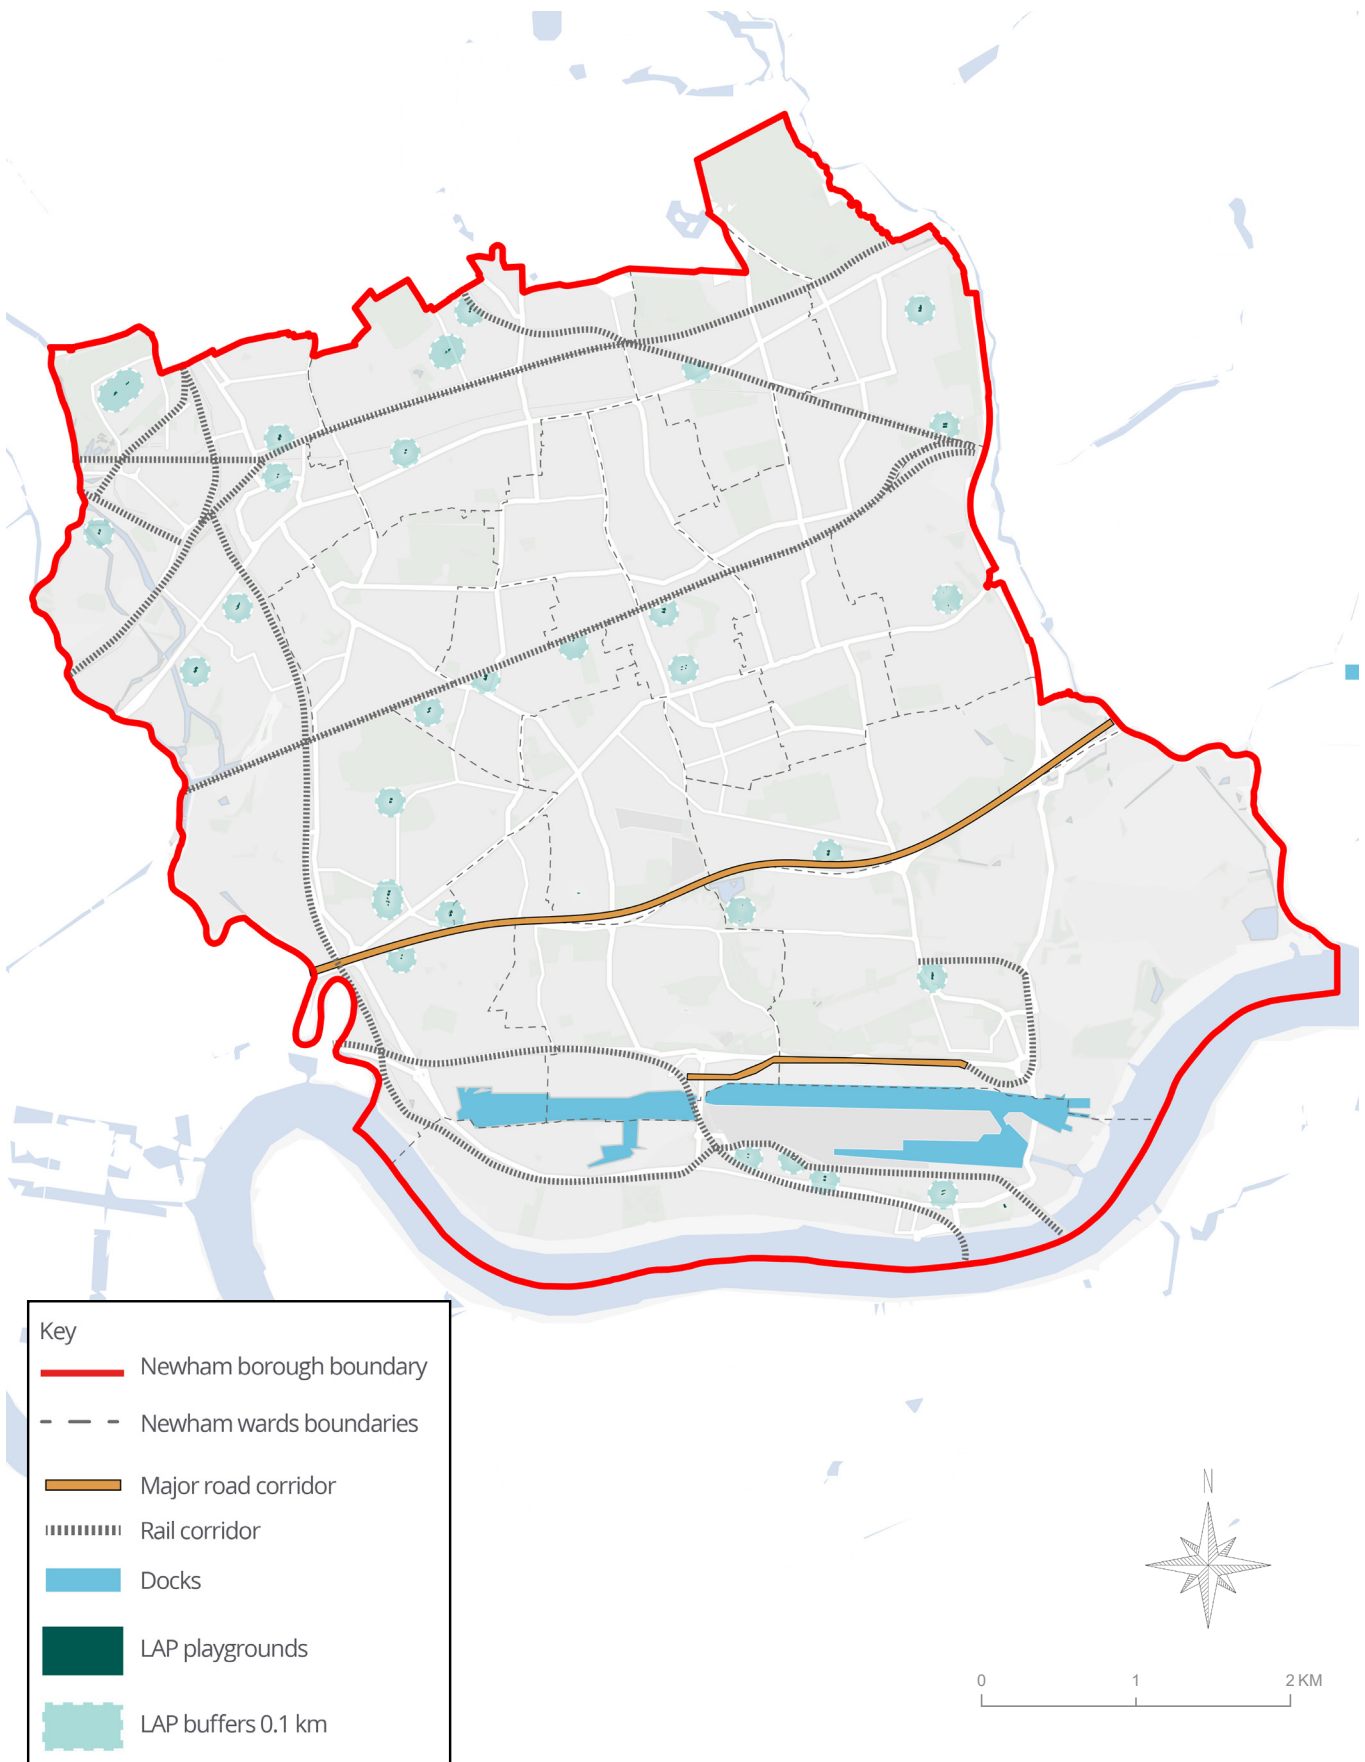 Key
Newham borough boundary
Newham wards boundaries
Major road corridor
Rail corridor
Docks
LAP playgrounds
LAP buffers 0.1 km
N
0 1 2 KM